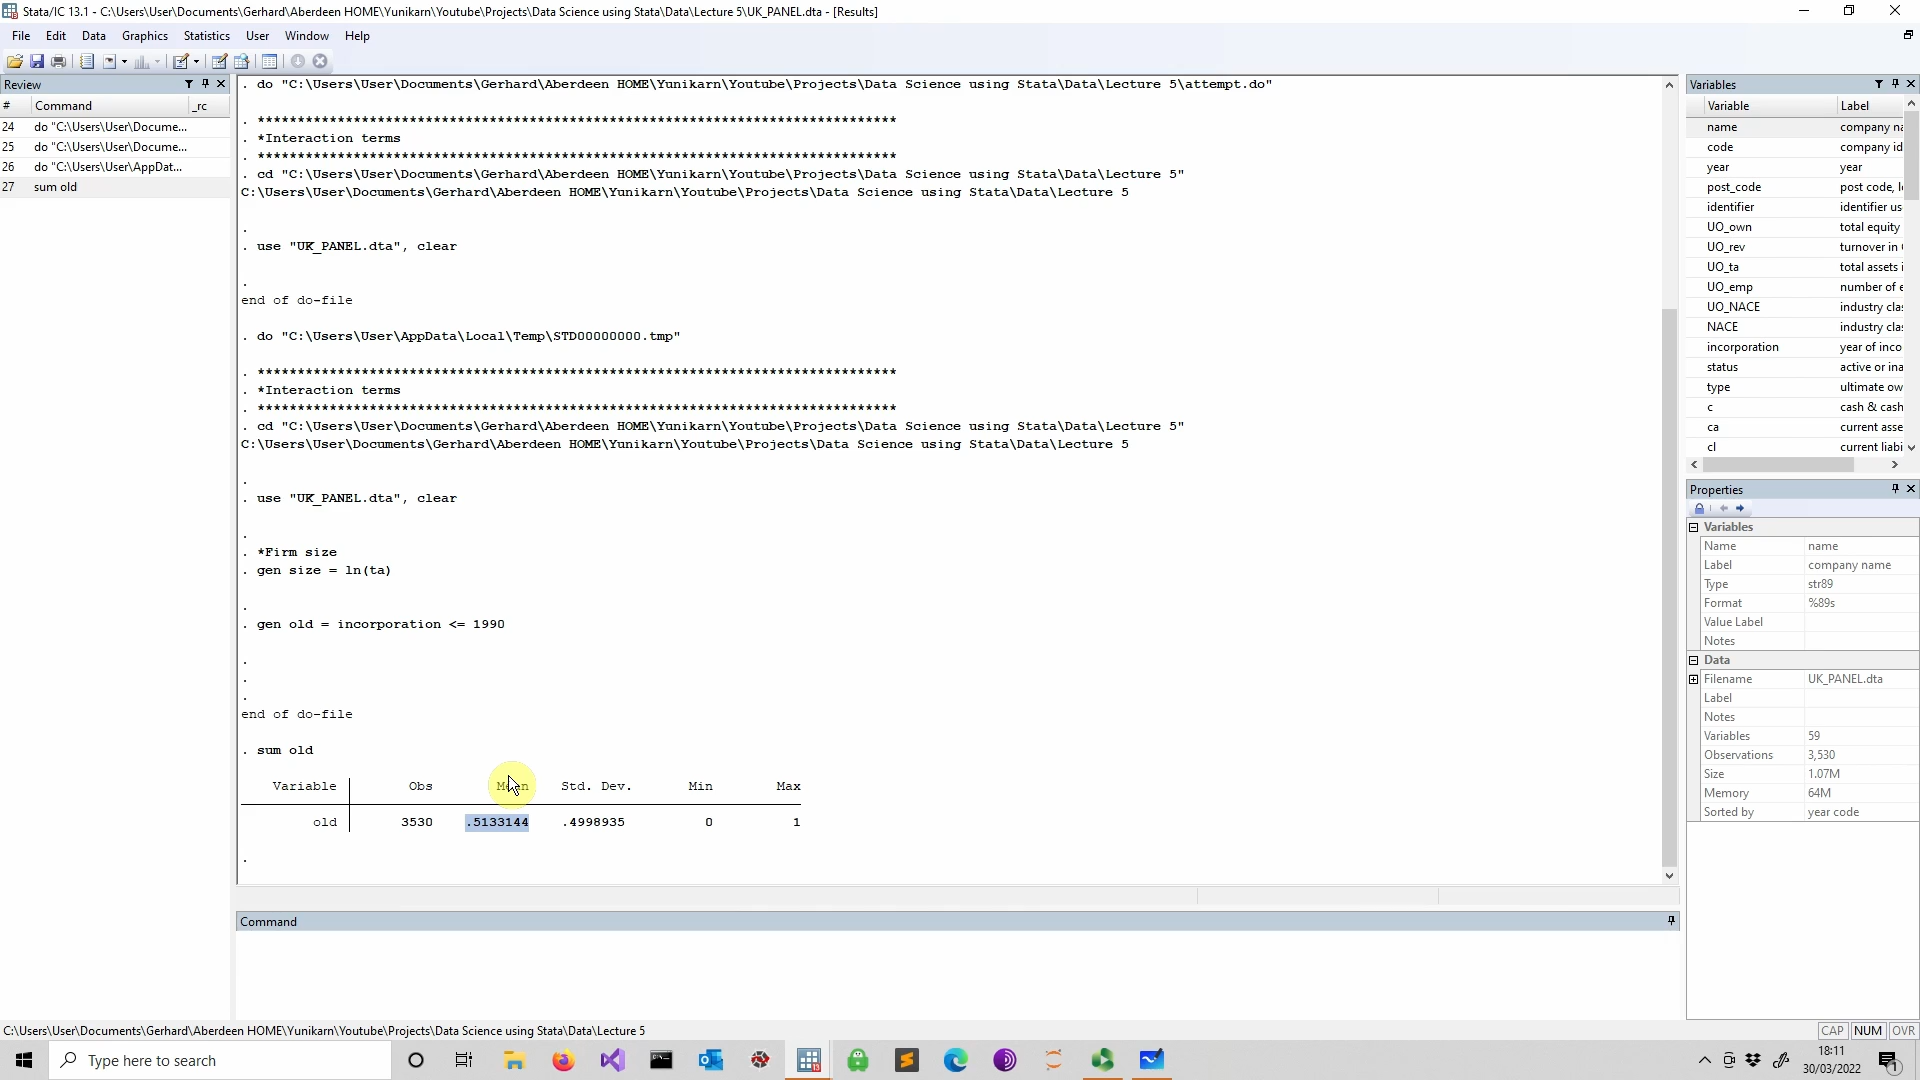 Stata/IC 13.1 - C:\Users\User\Documents\Gerhard\Aberdeen HOME\Yunikarn\Youtube\Projects\Data Science using Stata\Data\Lecture 5\UK_PANEL.dta - [Results]
File Edit Data Graphics Statistics User Window Help
Review
# Command _rc
24 do "C:\Users\User\Docume...
25 do "C:\Users\User\Docume...
26 do "C:\Users\User\AppDat...
27 sum old
. do "C:\Users\User\Documents\Gerhard\Aberdeen HOME\Yunikarn\Youtube\Projects\Data Science using Stata\Data\Lecture 5\attempt.do"
. ********************************************************************************
. *Interaction terms
. ********************************************************************************
. cd "C:\Users\User\Documents\Gerhard\Aberdeen HOME\Yunikarn\Youtube\Projects\Data Science using Stata\Data\Lecture 5"
C:\Users\User\Documents\Gerhard\Aberdeen HOME\Yunikarn\Youtube\Projects\Data Science using Stata\Data\Lecture 5
.
. use "UK_PANEL.dta", clear
.
end of do-file
. do "C:\Users\User\AppData\Local\Temp\STD00000000.tmp"
. ********************************************************************************
. *Interaction terms
. ********************************************************************************
. cd "C:\Users\User\Documents\Gerhard\Aberdeen HOME\Yunikarn\Youtube\Projects\Data Science using Stata\Data\Lecture 5"
C:\Users\User\Documents\Gerhard\Aberdeen HOME\Yunikarn\Youtube\Projects\Data Science using Stata\Data\Lecture 5
.
. use "UK_PANEL.dta", clear
.
. *Firm size
. gen size = ln(ta)
.
. gen old = incorporation <= 1990
.
.
.
end of do-file
. sum old
Variable Obs Mean Std. Dev. Min Max
old 3530 .5133144 .4998935 0 1
.
Command
Variables
Variable Label
name company na
code company id
year year
post_code post code, l
identifier identifier us
UO_own total equity
UO_rev turnover in
UO_ta total assets i
UO_emp number of e
UO_NACE industry cla
NACE industry cla
incorporation year of inco
status active or ina
type ultimate ow
c cash & cash
ca current asse
cl current liabi
Properties
Variables
Name name
Label company name
Type str89
Format %89s
Value Label
Notes
Data
Filename UK_PANEL.dta
Label
Notes
Variables 59
Observations 3,530
Size 1.07M
Memory 64M
Sorted by year code
C:\Users\User\Documents\Gerhard\Aberdeen HOME\Yunikarn\Youtube\Projects\Data Science using Stata\Data\Lecture 5
CAP NUM OVR
Type here to search
18:11
30/03/2022
1